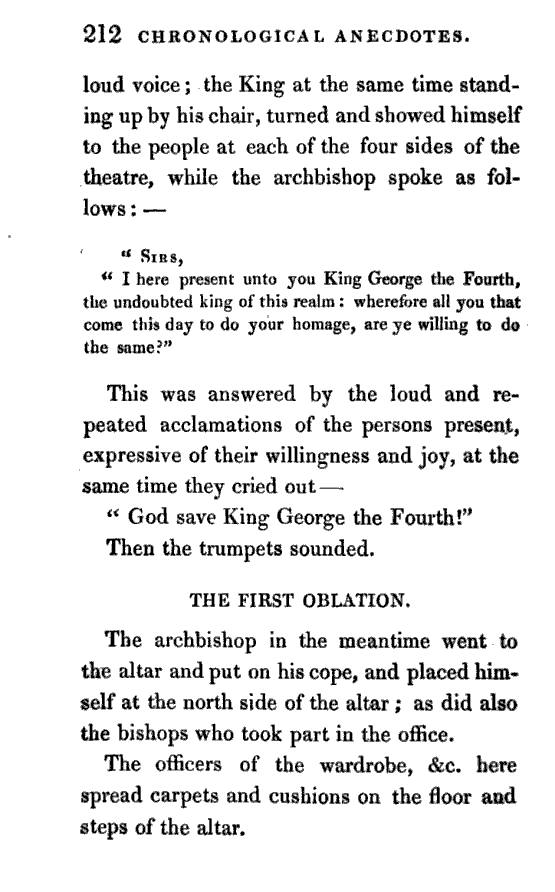 212 CHRONOLOGICAL ANECDOTES.
loud voice; the King at the same time stand-
ing up by his chair, turned and showed himself
to the people at each of the four sides of the
theatre, while the archbishop spoke as fol-
lows: —
“ SIRS,
“ I here present unto you King George the Fourth,
the undoubted king of this realm: wherefore all you that
come this day to do your homage, are ye willing to do
the same?”
This was answered by the loud and re-
peated acclamations of the persons present,
expressive of their willingness and joy, at the
same time they cried out—
“ God save King George the Fourth!”
Then the trumpets sounded.
THE FIRST OBLATION.
The archbishop in the meantime went to
the altar and put on his cope, and placed him-
self at the north side of the altar; as did also
the bishops who took part in the office.
The officers of the wardrobe, &c. here
spread carpets and cushions on the floor and
steps of the altar.